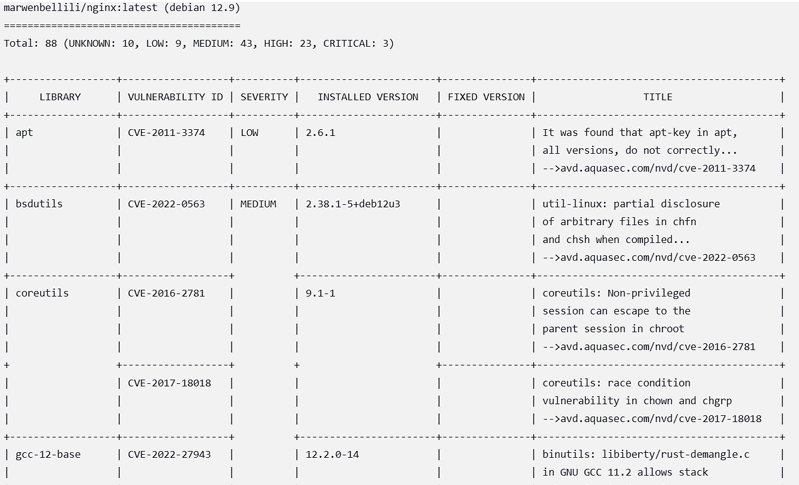 marwenbellili/nginx:latest (debian 12.9)
========================================
Total: 88 (UNKNOWN: 10, LOW: 9, MEDIUM: 43, HIGH: 23, CRITICAL: 3)
| LIBRARY | VULNERABILITY ID | SEVERITY | INSTALLED VERSION | FIXED VERSION | TITLE |
| apt | CVE-2011-3374 | LOW | 2.6.1 | | It was found that apt-key in apt, |
| | | | | | all versions, do not correctly... |
| | | | | | -->avd.aquasec.com/nvd/cve-2011-3374 |
| bsdutils | CVE-2022-0563 | MEDIUM | 2.38.1-5+deb12u3 | | util-linux: partial disclosure |
| | | | | | of arbitrary files in chfn |
| | | | | | and chsh when compiled... |
| | | | | | -->avd.aquasec.com/nvd/cve-2022-0563 |
| coreutils | CVE-2016-2781 | | 9.1-1 | | coreutils: Non-privileged |
| | | | | | session can escape to the |
| | | | | | parent session in chroot |
| | | | | | -->avd.aquasec.com/nvd/cve-2016-2781 |
| | CVE-2017-18018 | | | | coreutils: race condition |
| | | | | | vulnerability in chown and chgrp |
| | | | | | -->avd.aquasec.com/nvd/cve-2017-18018 |
| gcc-12-base | CVE-2022-27943 | | 12.2.0-14 | | binutils: libiberty/rust-demangle.c |
| | | | | | in GNU GCC 11.2 allows stack |